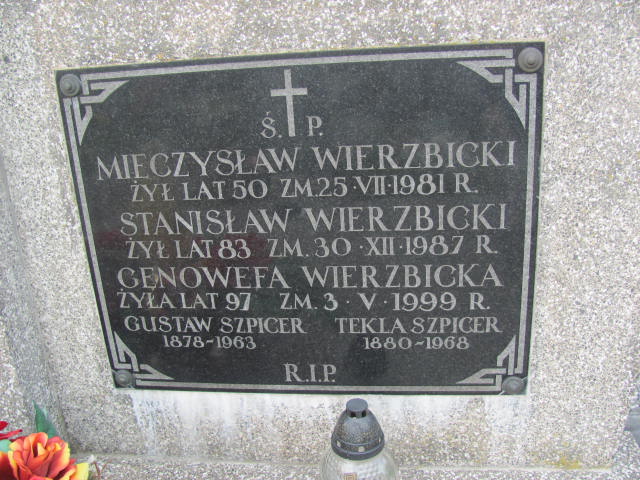 Ś. P.
MIECZYSŁAW WIERZBICKI
ŻYŁ LAT 50 ZM. 25·VII·1981 R.
STANISŁAW WIERZBICKI
ŻYŁ LAT 83 ZM. 30·XII·1987 R.
GENOWEFA WIERZBICKA
ŻYŁA LAT 97 ZM. 3·V·1999 R.
GUSTAW SZPICER TEKLA SZPICER
1878-1963 1880-1968
R.I.P.